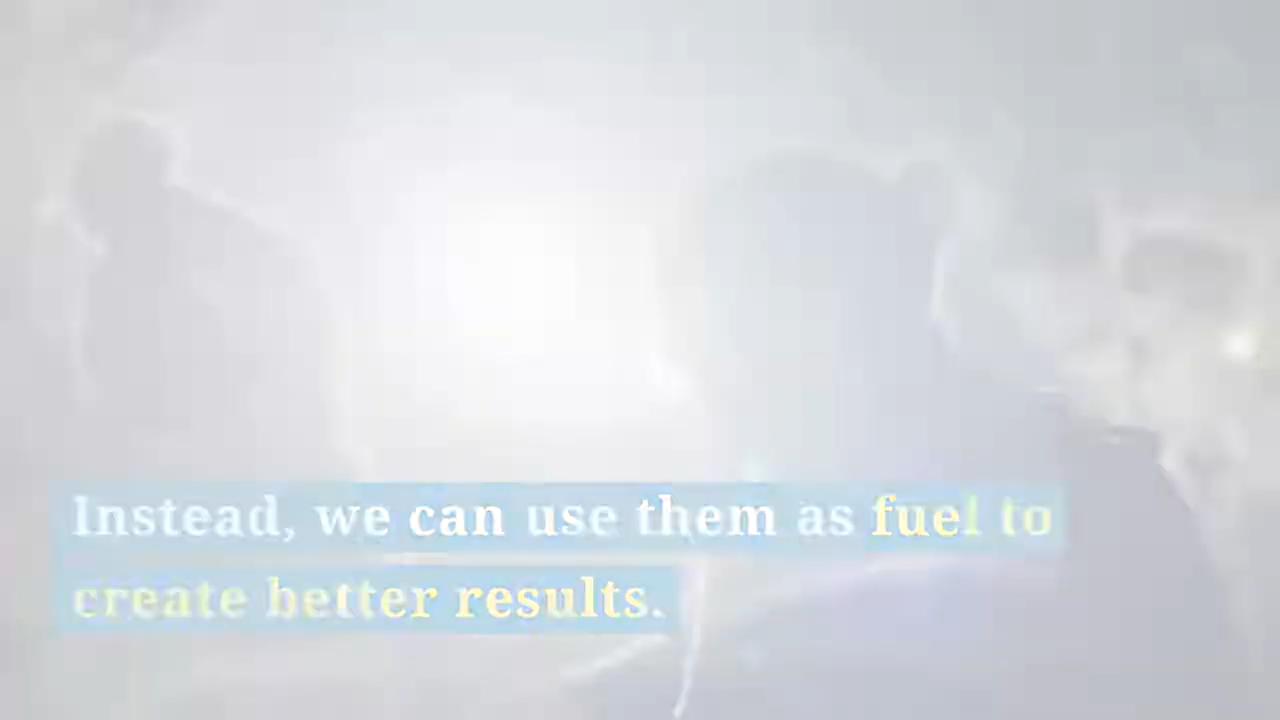 Instead, we can use them as fuel to
create better results.